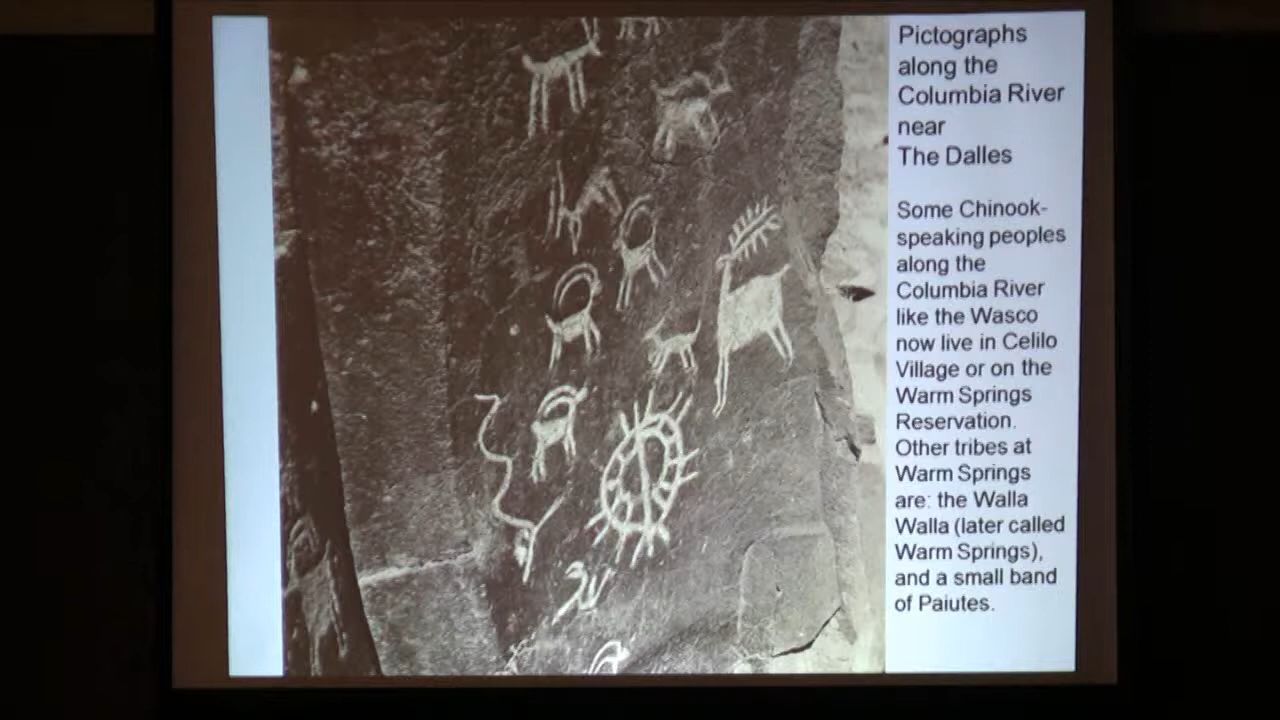 Pictographs
along the
Columbia River
near
The Dalles
Some Chinook-
speaking peoples
along the
Columbia River
like the Wasco
now live in Celilo
Village or on the
Warm Springs
Reservation.
Other tribes at
Warm Springs
are: the Walla
Walla (later called
Warm Springs),
and a small band
of Paiutes.